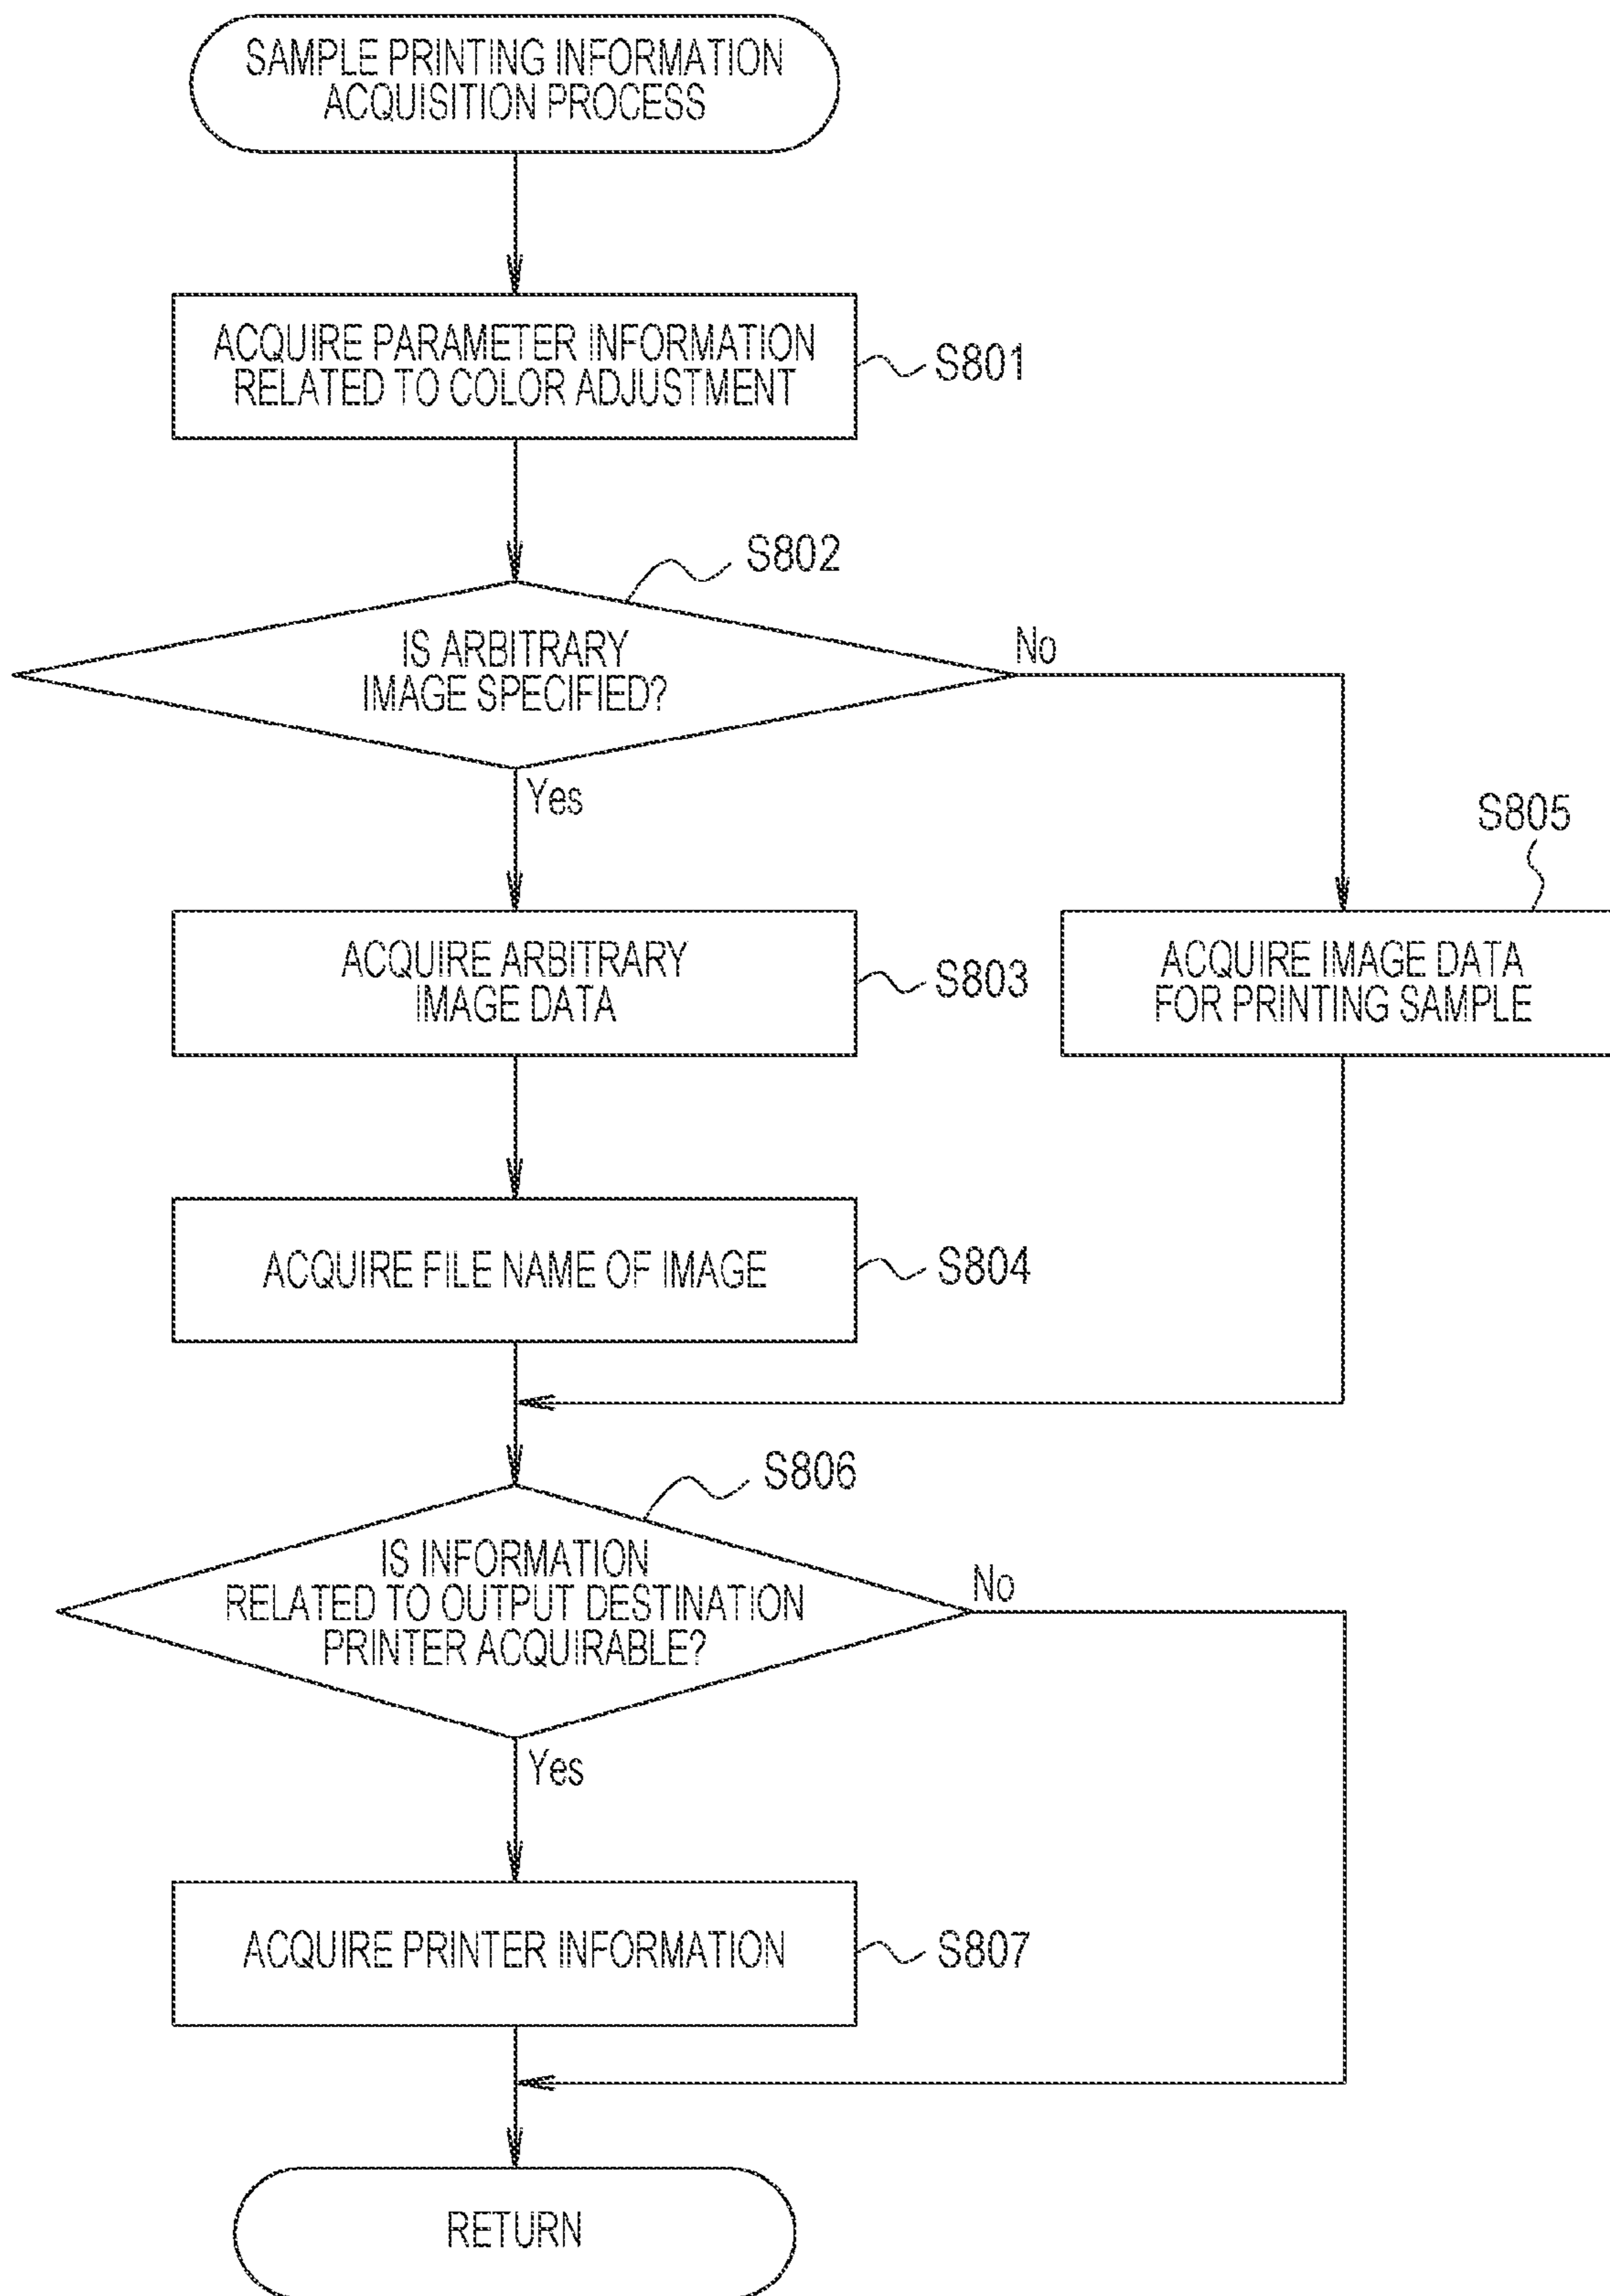 SAMPLE PRINTING INFORMATION
ACQUISITION PROCESS
ACQUIRE PARAMETER INFORMATION
RELATED TO COLOR ADJUSTMENT
S801
S802
IS ARBITRARY
IMAGE SPECIFIED?
No
Yes
S805
ACQUIRE ARBITRARY
IMAGE DATA
S803
ACQUIRE IMAGE DATA
FOR PRINTING SAMPLE
ACQUIRE FILE NAME OF IMAGE
S804
S806
IS INFORMATION
RELATED TO OUTPUT DESTINATION
PRINTER ACQUIRABLE?
No
Yes
ACQUIRE PRINTER INFORMATION
S807
RETURN